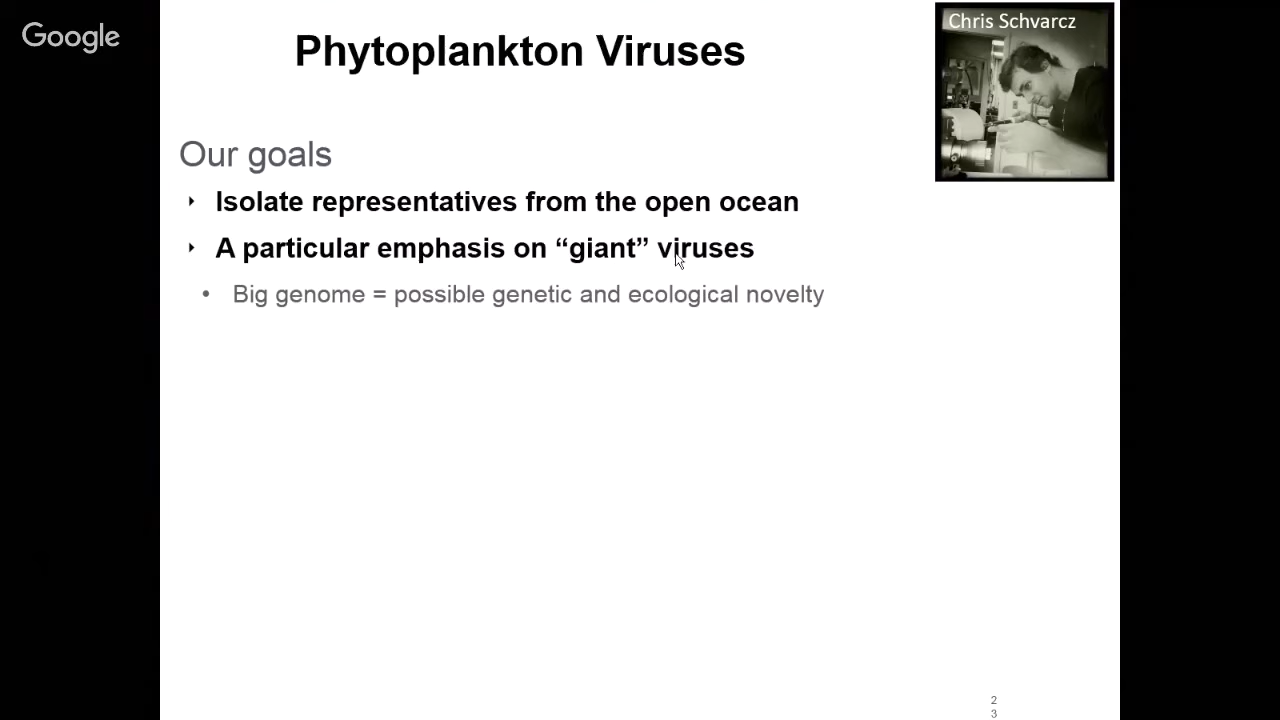 Google
Phytoplankton Viruses
Chris Schvarcz
Our goals
‣ Isolate representatives from the open ocean
‣ A particular emphasis on “giant” viruses
• Big genome = possible genetic and ecological novelty
2
3